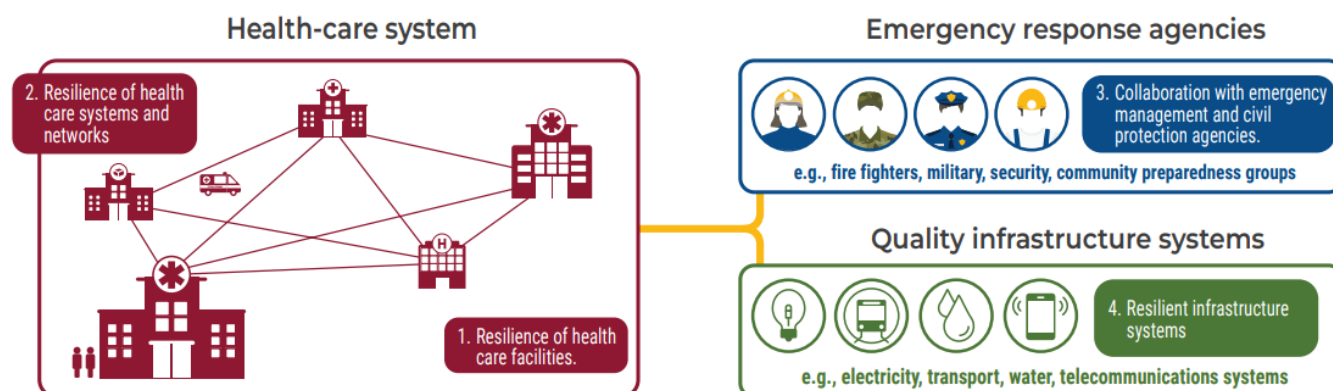 Health-care system
2. Resilience of health
care systems and
networks
H
1. Resilience of health
care facilities.
Emergency response agencies
3. Collaboration with emergency
management and civil
protection agencies.
e.g., fire fighters, military, security, community preparedness groups
Quality infrastructure systems
4. Resilient infrastructure
systems
e.g., electricity, transport, water, telecommunications systems